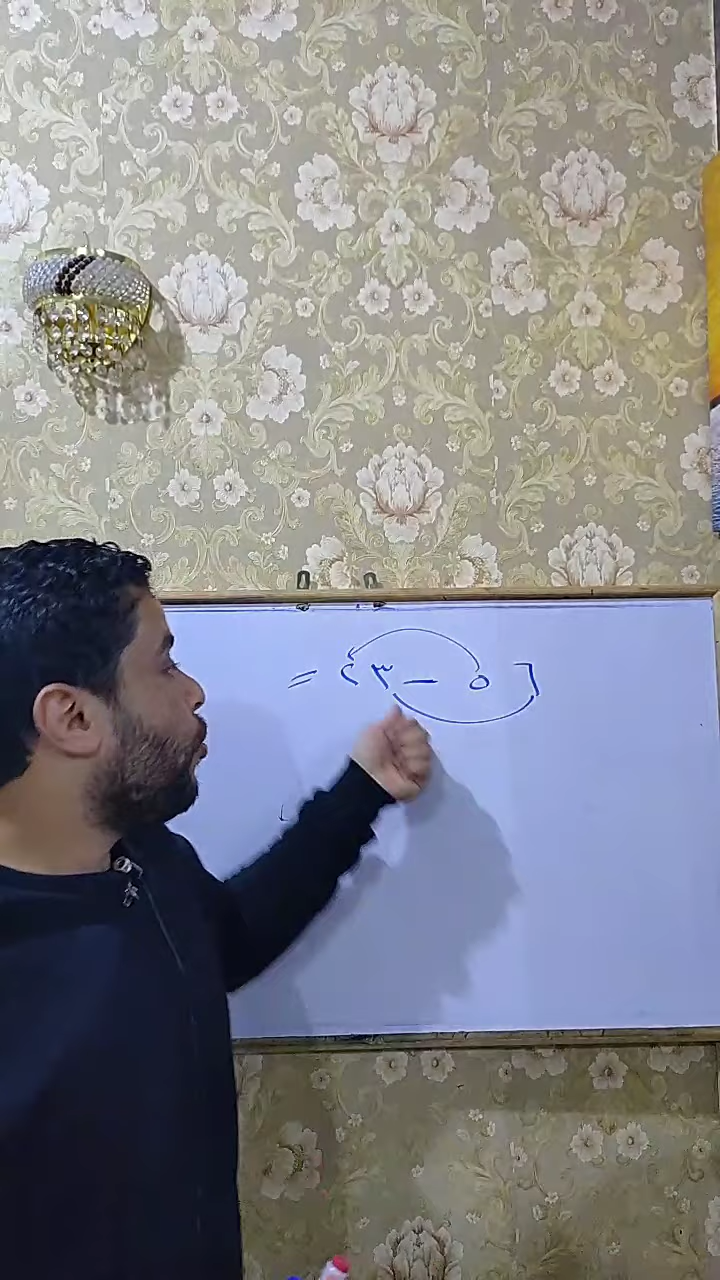 ٥٦ - ٤٣ =